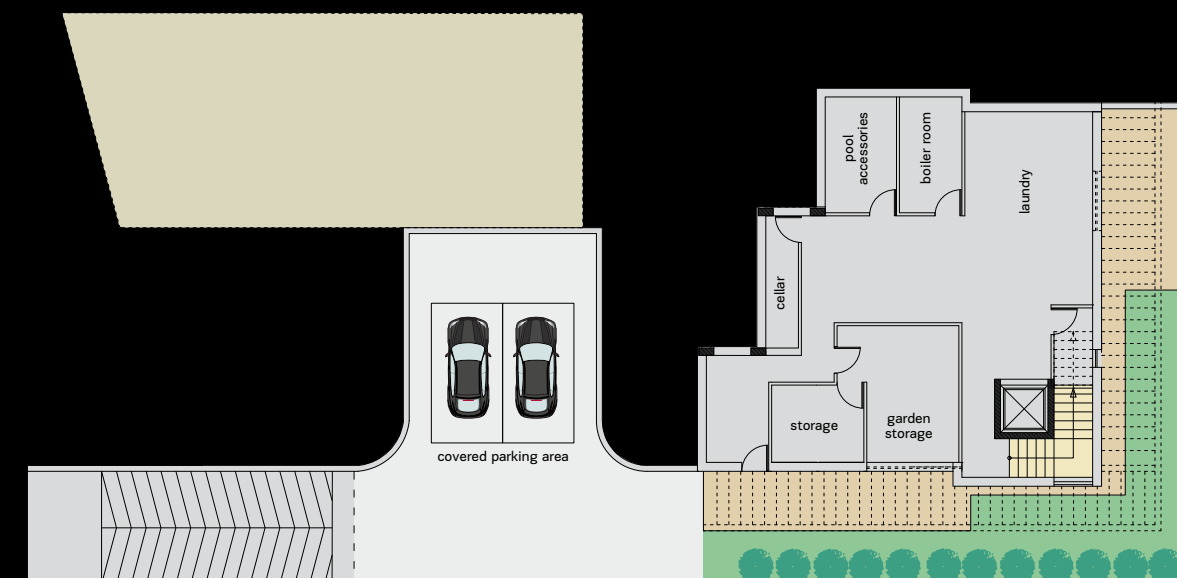 pool
accessories
boiler room
laundry
cellar
storage
garden
storage
covered parking area